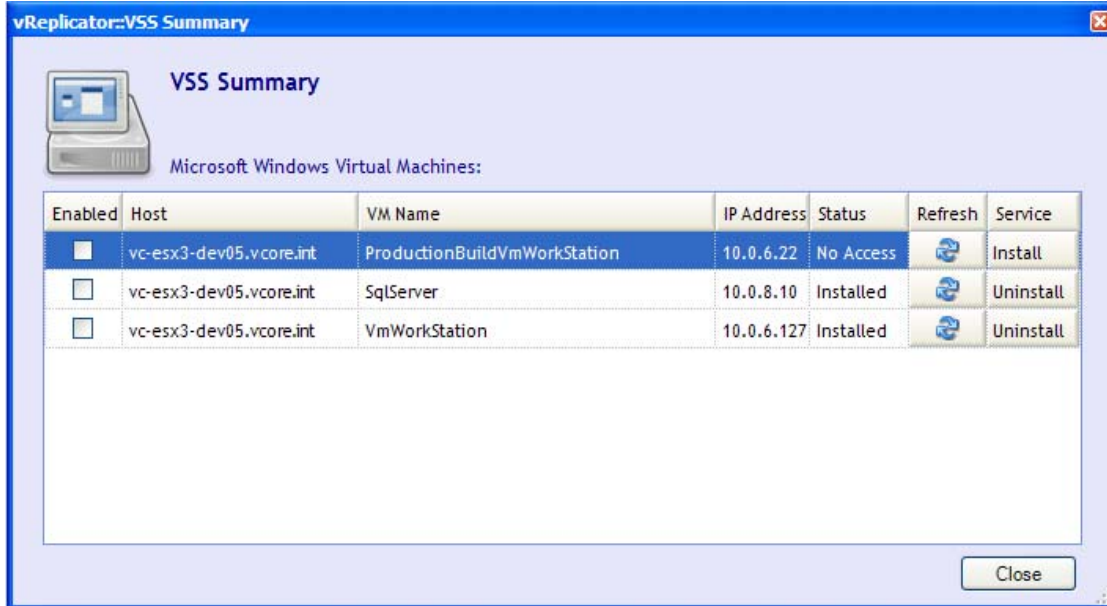 vReplicator::VSS Summary
VSS Summary
Microsoft Windows Virtual Machines:
Enabled Host VM Name IP Address Status Refresh Service
vc-esx3-dev05.vcore.int ProductionBuildVmWorkStation 10.0.6.22 No Access Install
vc-esx3-dev05.vcore.int SqlServer 10.0.8.10 Installed Uninstall
vc-esx3-dev05.vcore.int VmWorkStation 10.0.6.127 Installed Uninstall
Close